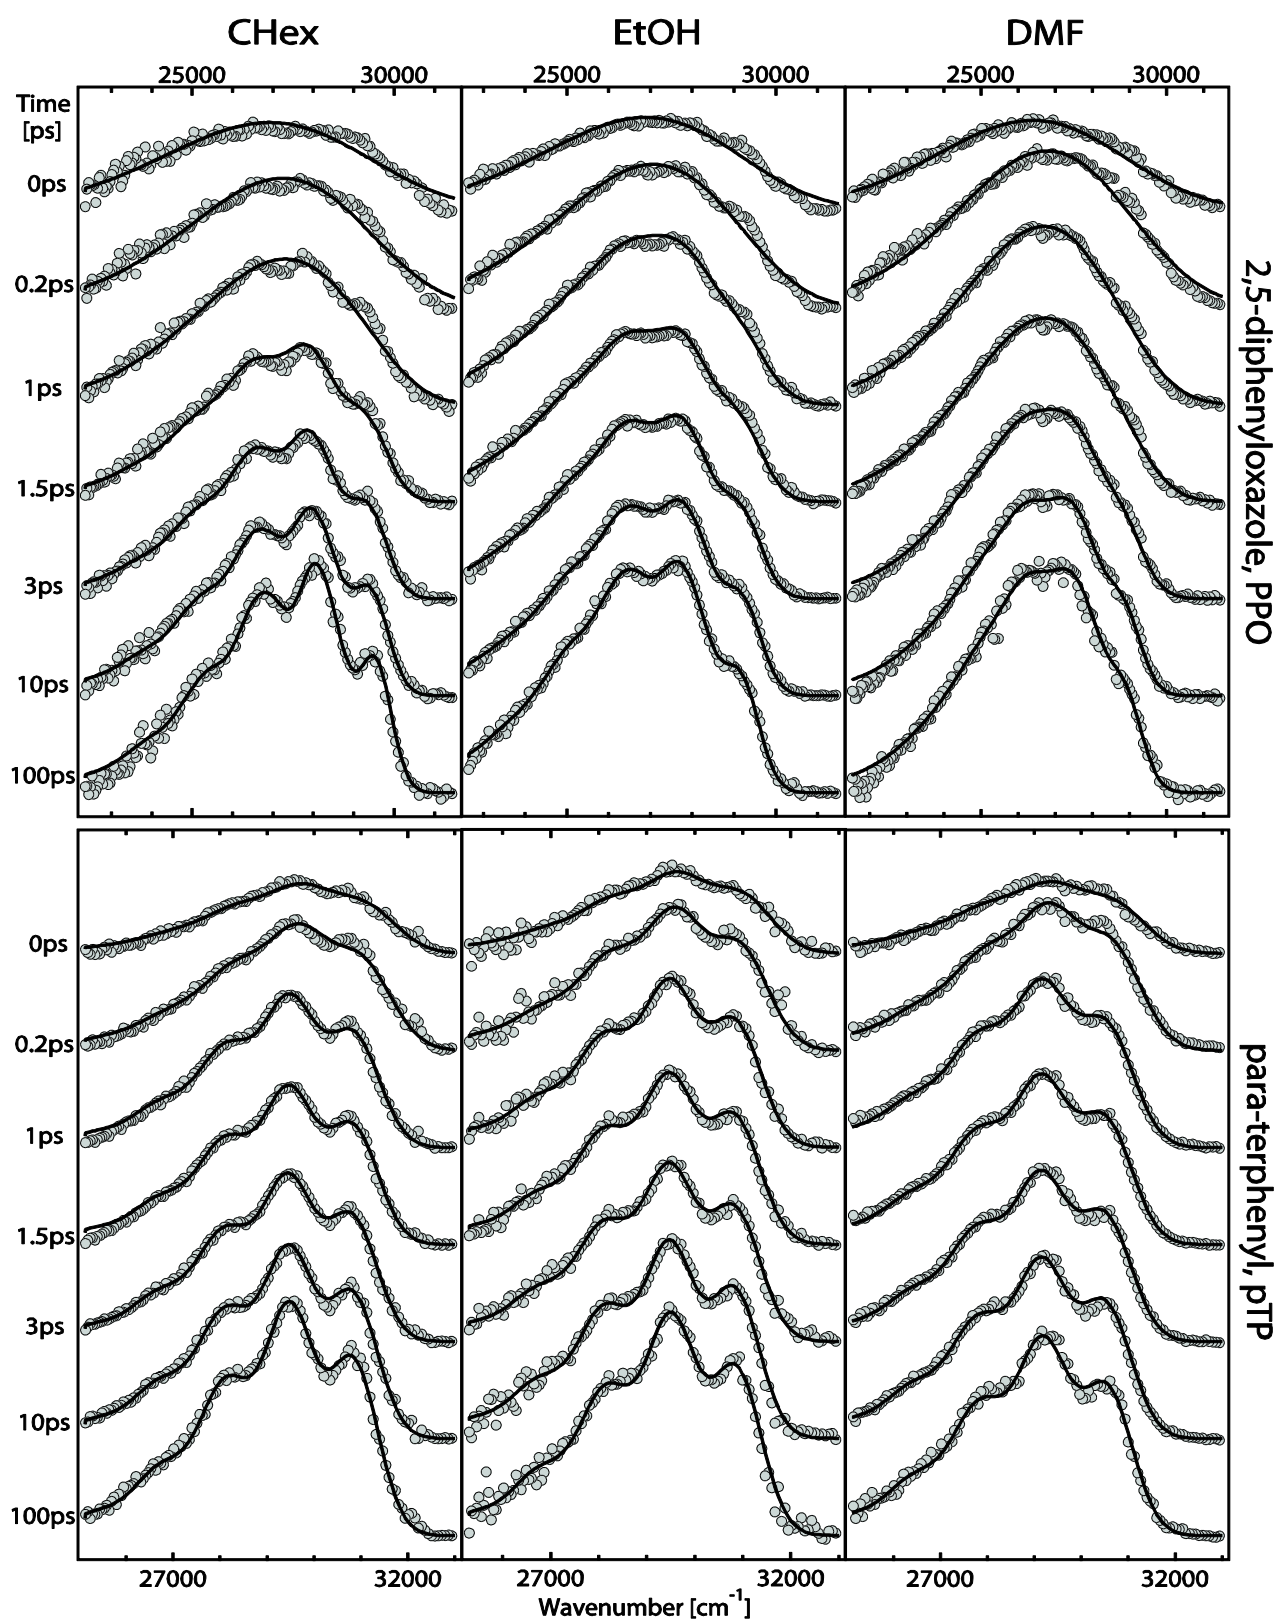 CHex EtOH DMF
25000 30000 25000 30000 25000 30000
Time
[ps]
0ps
0.2ps
1ps
1.5ps
3ps
10ps
100ps
2,5-diphenyloxazole, PPO
0ps
0.2ps
1ps
1.5ps
3ps
10ps
100ps
para-terphenyl, pTP
27000 32000 27000 32000 27000 32000
Wavenumber [cm⁻¹]